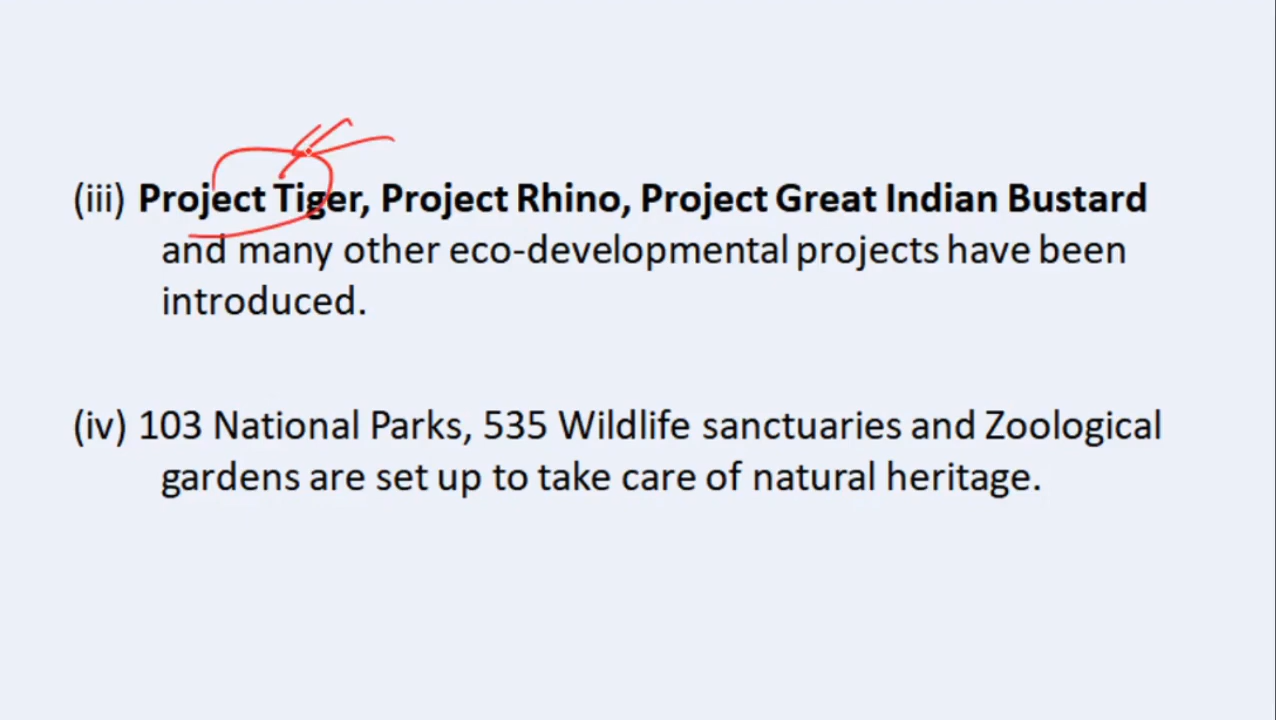 (iii) Project Tiger, Project Rhino, Project Great Indian Bustard
and many other eco-developmental projects have been
introduced.
(iv) 103 National Parks, 535 Wildlife sanctuaries and Zoological
gardens are set up to take care of natural heritage.